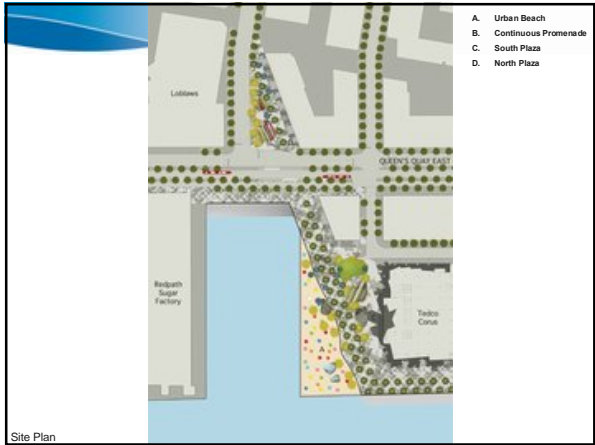 A. Urban Beach
B. Continuous Promenade
C. South Plaza
D. North Plaza
Loblaws
QUEEN'S QUAY EAST
Redpath
Sugar
Factory
Tedco
Corus
A
Site Plan